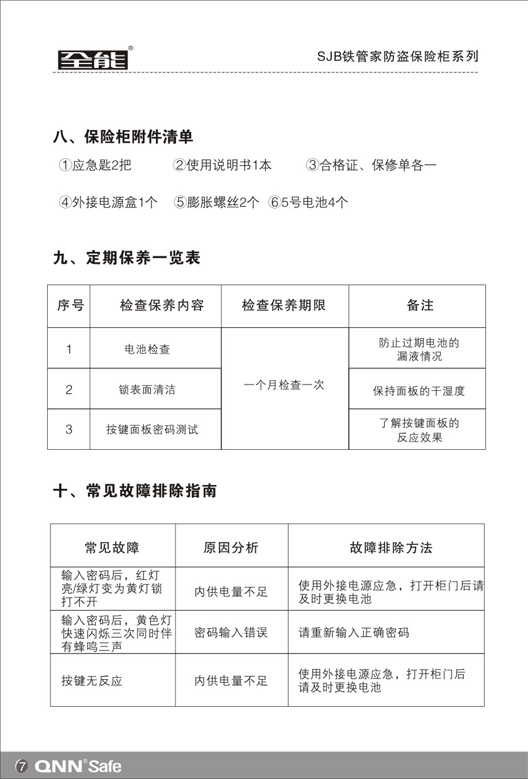 全能®
SJB铁管家防盗保险柜系列
八、保险柜附件清单
①应急匙2把 ②使用说明书1本 ③合格证、保修单各一
④外接电源盒1个 ⑤膨胀螺丝2个 ⑥5号电池4个
九、定期保养一览表
序号 检查保养内容 检查保养期限 备注
1 电池检查 防止过期电池的
漏液情况
2 锁表面清洁 一个月检查一次 保持面板的干湿度
3 按键面板密码测试 了解按键面板的
反应效果
十、常见故障排除指南
常见故障 原因分析 故障排除方法
输入密码后，红灯
亮/绿灯变为黄灯锁
打不开
内供电量不足
使用外接电源应急，打开柜门后请
及时更换电池
输入密码后，黄色灯
快速闪烁三次同时伴
有蜂鸣三声
密码输入错误
请重新输入正确密码
按键无反应
内供电量不足
使用外接电源应急，打开柜门后
请及时更换电池
7 QNN® Safe